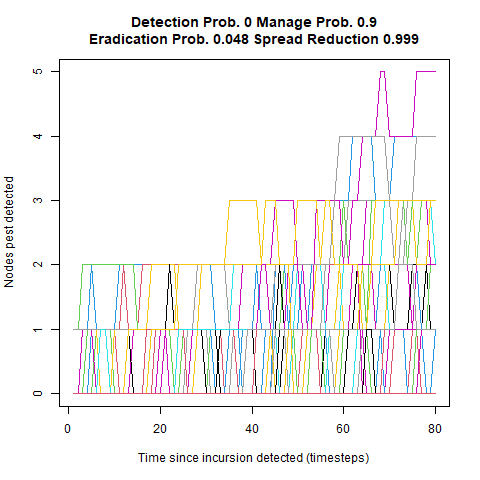 Detection Prob. 0 Manage Prob. 0.9
Eradication Prob. 0.048 Spread Reduction 0.999
5
4
3
2
1
0
Nodes pest detected
0 20 40 60 80
Time since incursion detected (timesteps)